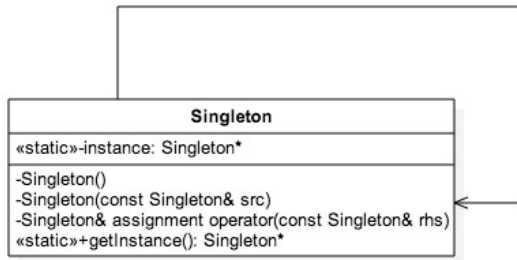 Singleton
«static»-instance: Singleton*
-Singleton()
-Singleton(const Singleton& src)
-Singleton& assignment operator(const Singleton& rhs)
«static»+getInstance(): Singleton*